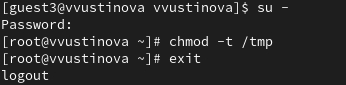 [guest3@vvustinova vvustinova]$ su -
Password:
[root@vvustinova ~]# chmod -t /tmp
[root@vvustinova ~]# exit
logout